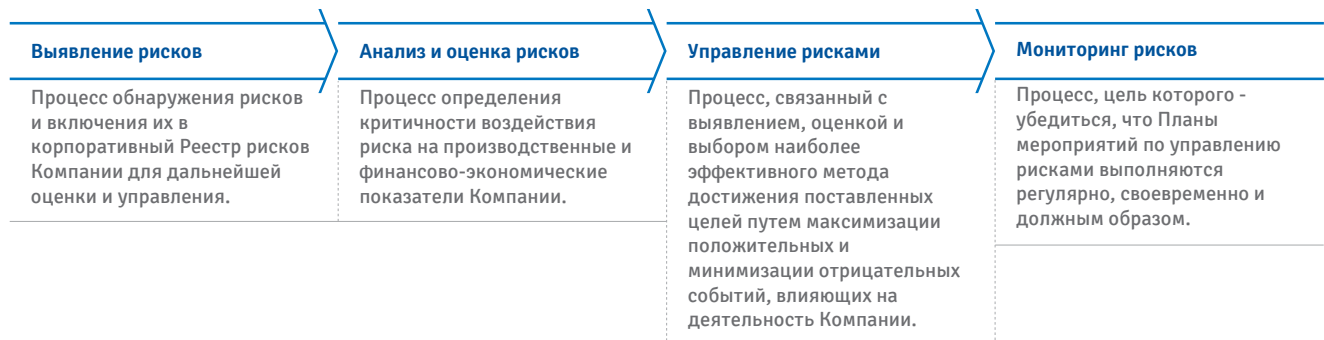 Выявление рисков
Процесс обнаружения рисков
и включения их в
корпоративный Реестр рисков
Компании для дальнейшей
оценки и управления.
Анализ и оценка рисков
Процесс определения
критичности воздействия
риска на производственные и
финансово-экономические
показатели Компании.
Управление рисками
Процесс, связанный с
выявлением, оценкой и
выбором наиболее
эффективного метода
достижения поставленных
целей путем максимизации
положительных и
минимизации отрицательных
событий, влияющих на
деятельность Компании.
Мониторинг рисков
Процесс, цель которого -
убедиться, что Планы
мероприятий по управлению
рисками выполняются
регулярно, своевременно и
должным образом.